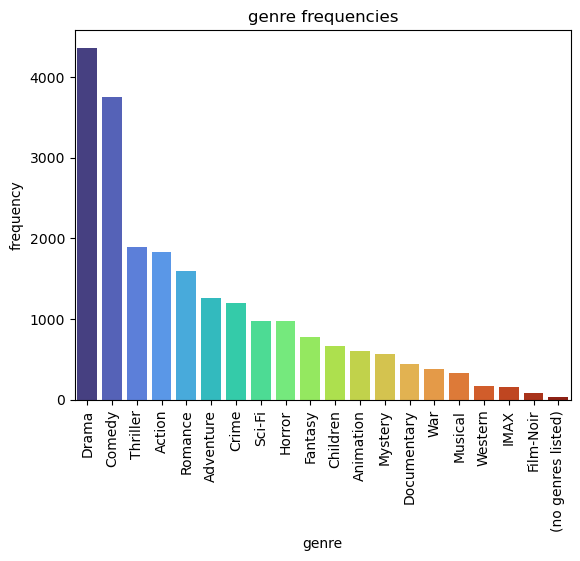 genre frequencies
4000
3000
2000
1000
0
frequency
Drama
Comedy
Thriller
Action
Romance
Adventure
Crime
Sci-Fi
Horror
Fantasy
Children
Animation
Mystery
Documentary
War
Musical
Western
IMAX
Film-Noir
(no genres listed)
genre